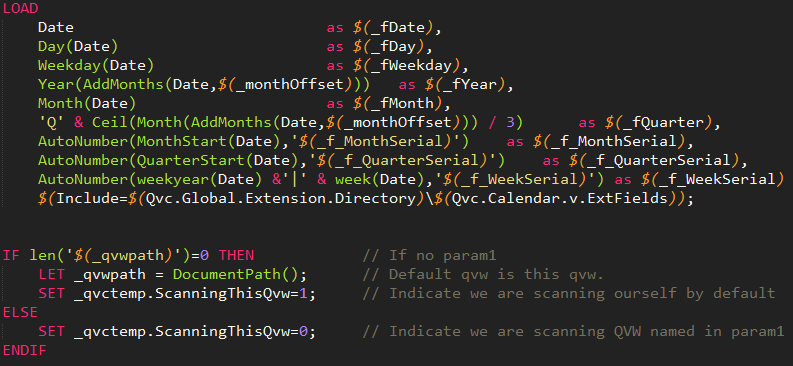 LOAD
    Date                              as $(_fDate),
    Day(Date)                         as $(_fDay),
    Weekday(Date)                     as $(_fWeekday),
    Year(AddMonths(Date,$(_monthOffset)))   as $(_fYear),
    Month(Date)                       as $(_fMonth),
    'Q' & Ceil(Month(AddMonths(Date,$(_monthOffset))) / 3)      as $(_fQuarter),
    AutoNumber(MonthStart(Date),'$(_f_MonthSerial)')    as $(_f_MonthSerial),
    AutoNumber(QuarterStart(Date),'$(_f_QuarterSerial)')    as $(_f_QuarterSerial),
    AutoNumber(weekyear(Date) &'|' & week(Date),'$(_f_WeekSerial)') as $(_f_WeekSerial)
    $(Include=$(Qvc.Global.Extension.Directory)\$(Qvc.Calendar.v.ExtFields));
IF len('$(_qvwpath)')=0 THEN              // If no param1
    LET _qvwpath = DocumentPath();        // Default qvw is this qvw.
    SET _qvctemp.ScanningThisQvw=1;       // Indicate we are scanning ourself by default
ELSE
    SET _qvctemp.ScanningThisQvw=0;       // Indicate we are scanning QVW named in param1
ENDIF